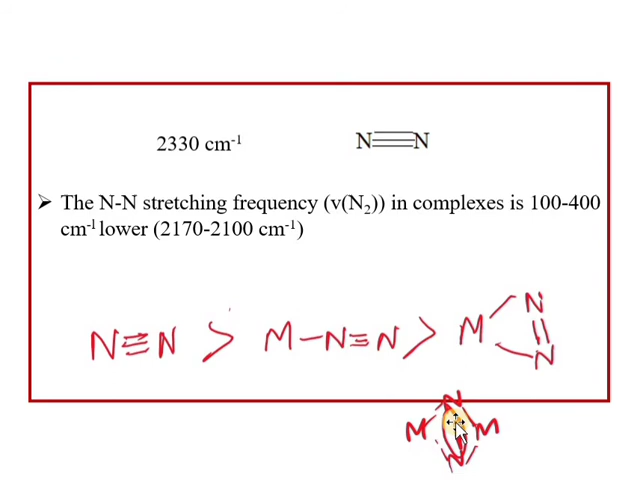 2330 cm⁻¹ N≡N
➤ The N-N stretching frequency (ν(N₂)) in complexes is 100-400
cm⁻¹ lower (2170-2100 cm⁻¹)
N≡N > M–N≡N > M N=N
N
M M
N